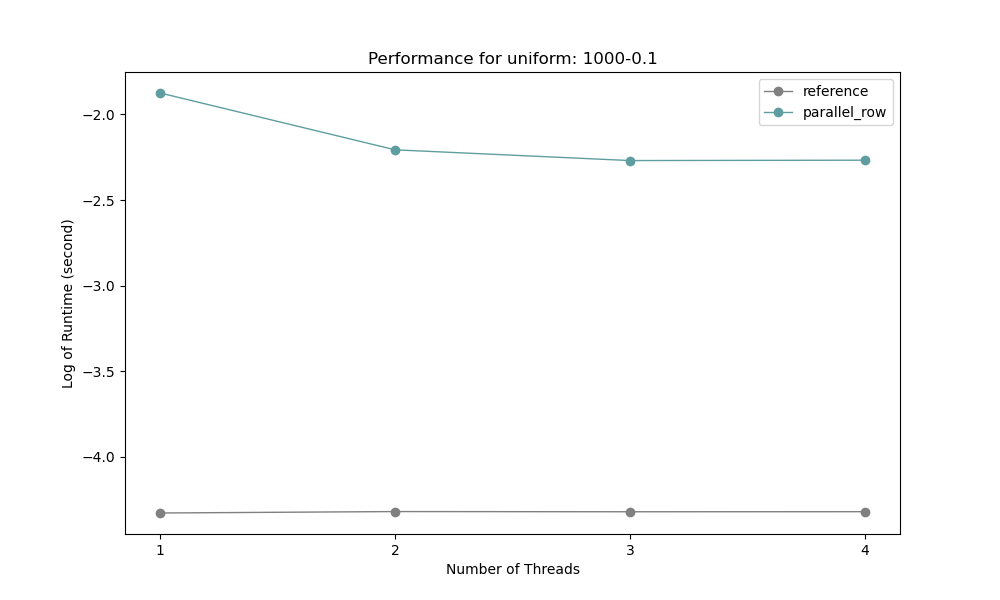 Performance for uniform: 1000-0.1
reference
parallel_row
Log of Runtime (second)
−2.0
−2.5
−3.0
−3.5
−4.0
1 2 3 4
Number of Threads